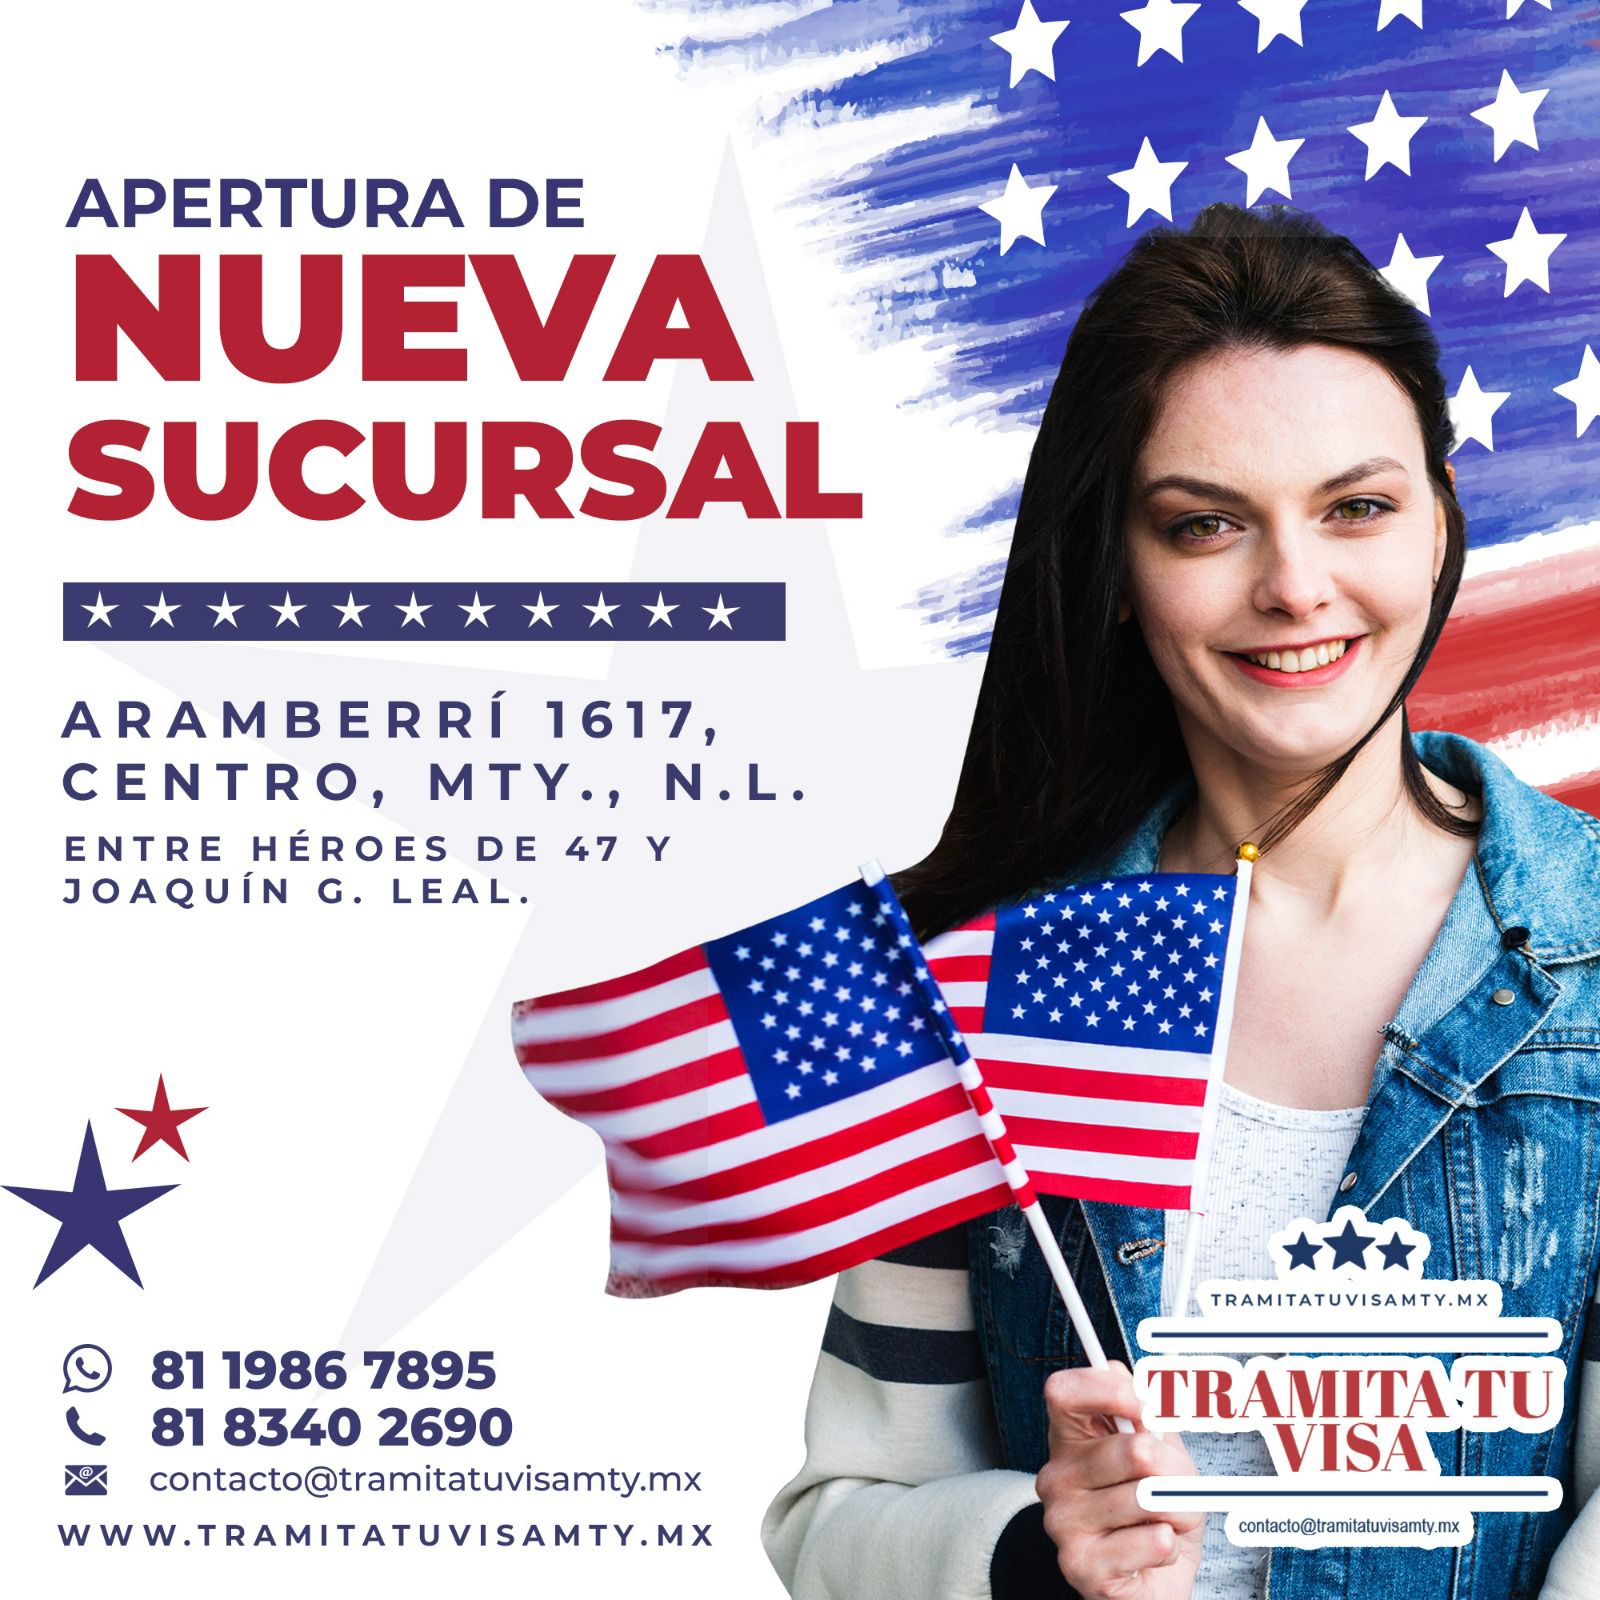 APERTURA DE
NUEVA
SUCURSAL
ARAMBERRÍ 1617,
CENTRO, MTY., N.L.
ENTRE HÉROES DE 47 Y
JOAQUÍN G. LEAL.
81 1986 7895
81 8340 2690
contacto@tramitatuvisamty.mx
WWW.TRAMITATUVISAMTY.MX
TRAMITATUVISAMTY.MX
TRAMITA TU
VISA
contacto@tramitatuvisamty.mx